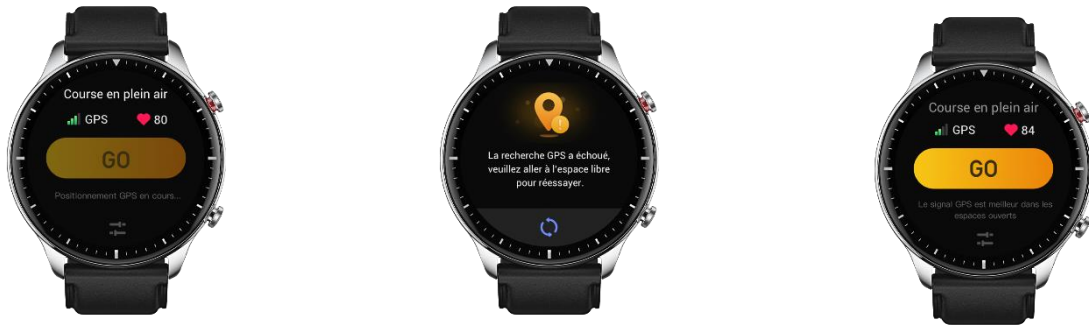 Course en plein air
GPS 80
GO
Positionnement GPS en cours...
La recherche GPS a échoué,
veuillez aller à l'espace libre
pour réessayer.
Course en plein air
GPS 84
GO
Le signal GPS est meilleur dans les
espaces ouverts